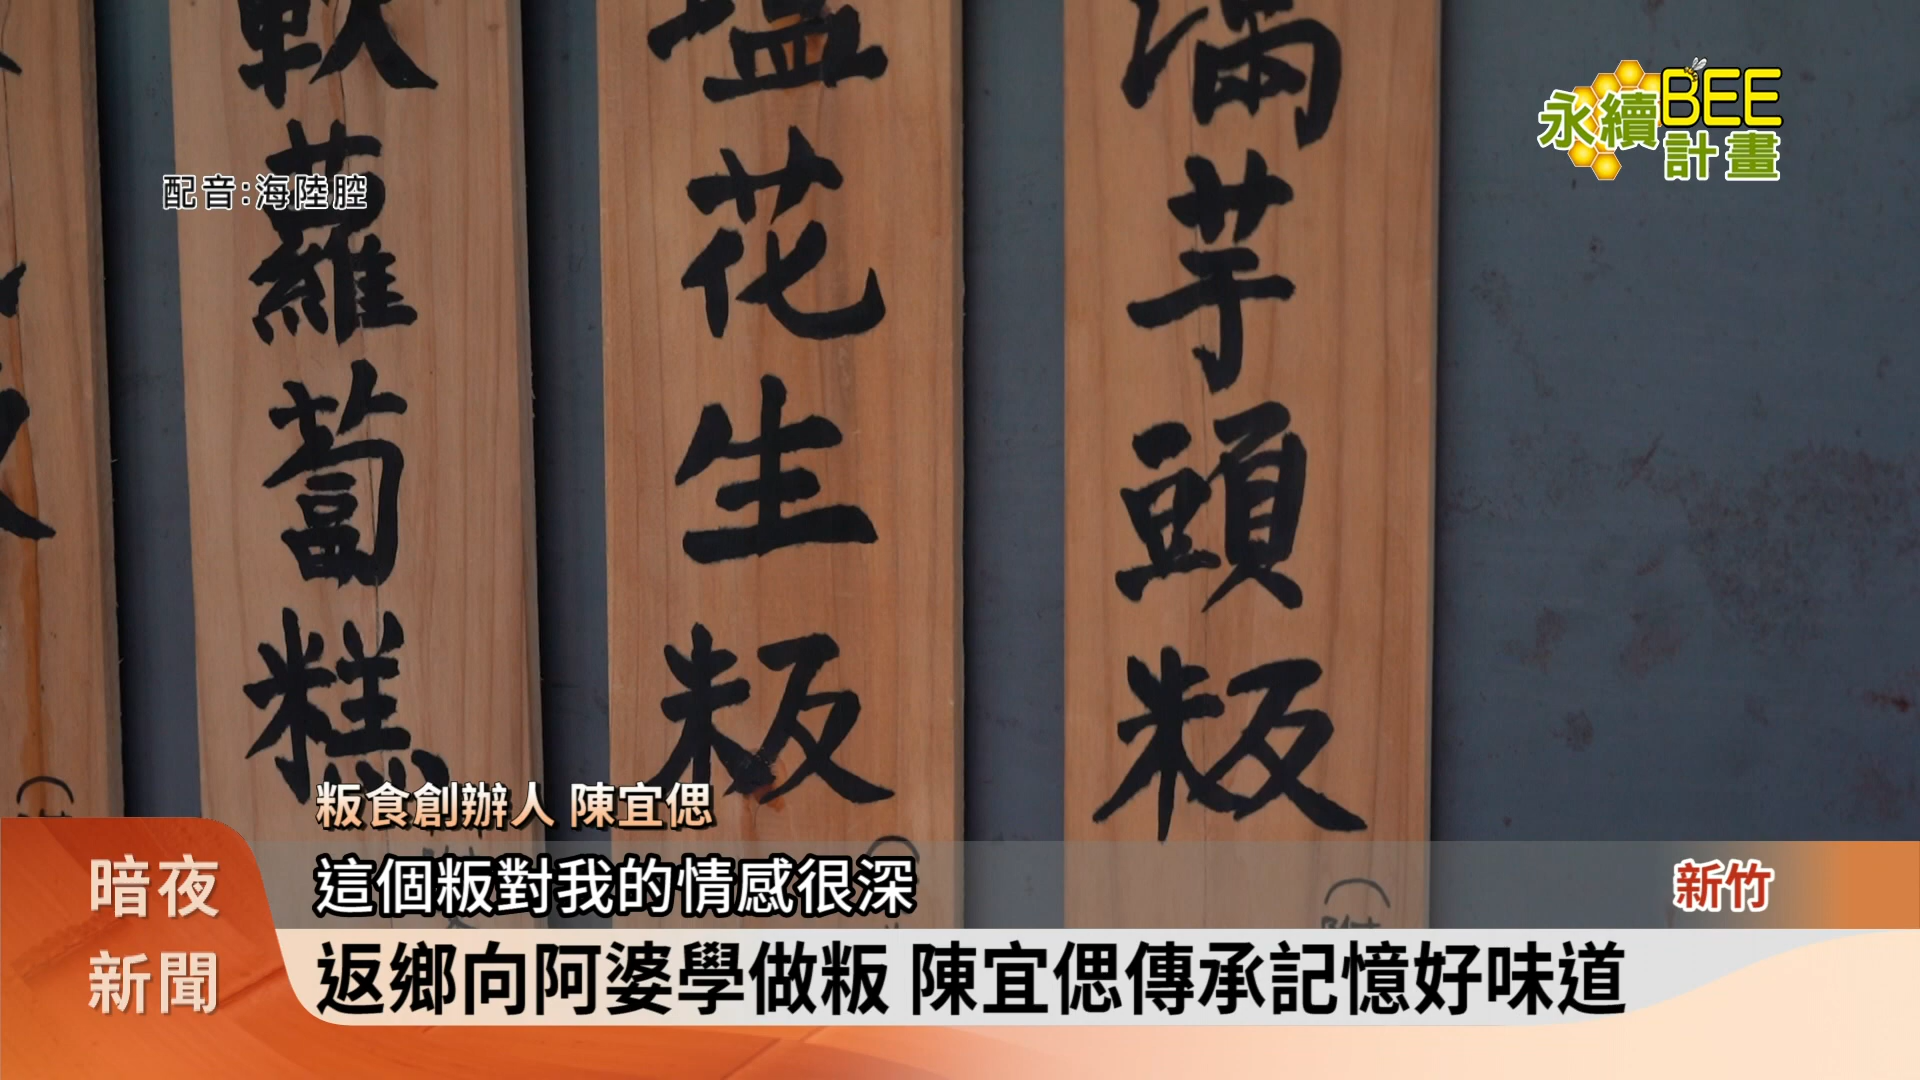 永續BEE
計畫
配音:海陸腔
滿芋頭粄
塩花生粄
軟蘿蔔糕
粄食創辦人 陳宜偲
這個粄對我的情感很深
新竹
暗夜
新聞
返鄉向阿婆學做粄 陳宜偲傳承記憶好味道